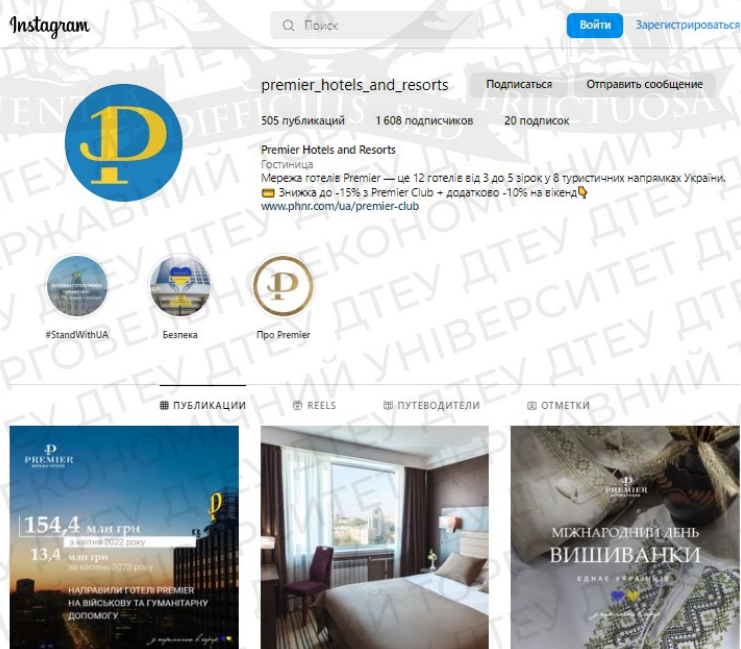 Instagram
Поиск
Войти
Зарегистрироваться
ENTIA DIFFICILIS SED FRUCTUOSA
premier_hotels_and_resorts
Подписаться
Отправить сообщение
505 публикаций 1 608 подписчиков 20 подписок
Premier Hotels and Resorts
Гостиница
Мережа готелів Premier — це 12 готелів від 3 до 5 зірок у 8 туристичних напрямках України.
💳 Знижка до -15% з Premier Club + додатково -10% на вікенд👇
www.phnr.com/ua/premier-club
#StandWithUA
Безпека
Про Premier
ПУБЛИКАЦИИ
REELS
ПУТЕВОДИТЕЛИ
ОТМЕТКИ
PREMIER
154,4 млн грн
з квітня 2022 року
13,4 млн грн
за квітень 2023 року
НАПРАВИЛИ ГОТЕЛІ PREMIER
НА ВІЙСЬКОВУ ТА ГУМАНІТАРНУ
ДОПОМОГУ
PREMIER
МІЖНАРОДНИЙ ДЕНЬ
ВИШИВАНКИ
ЄДНАЄ УКРАЇНЦІВ